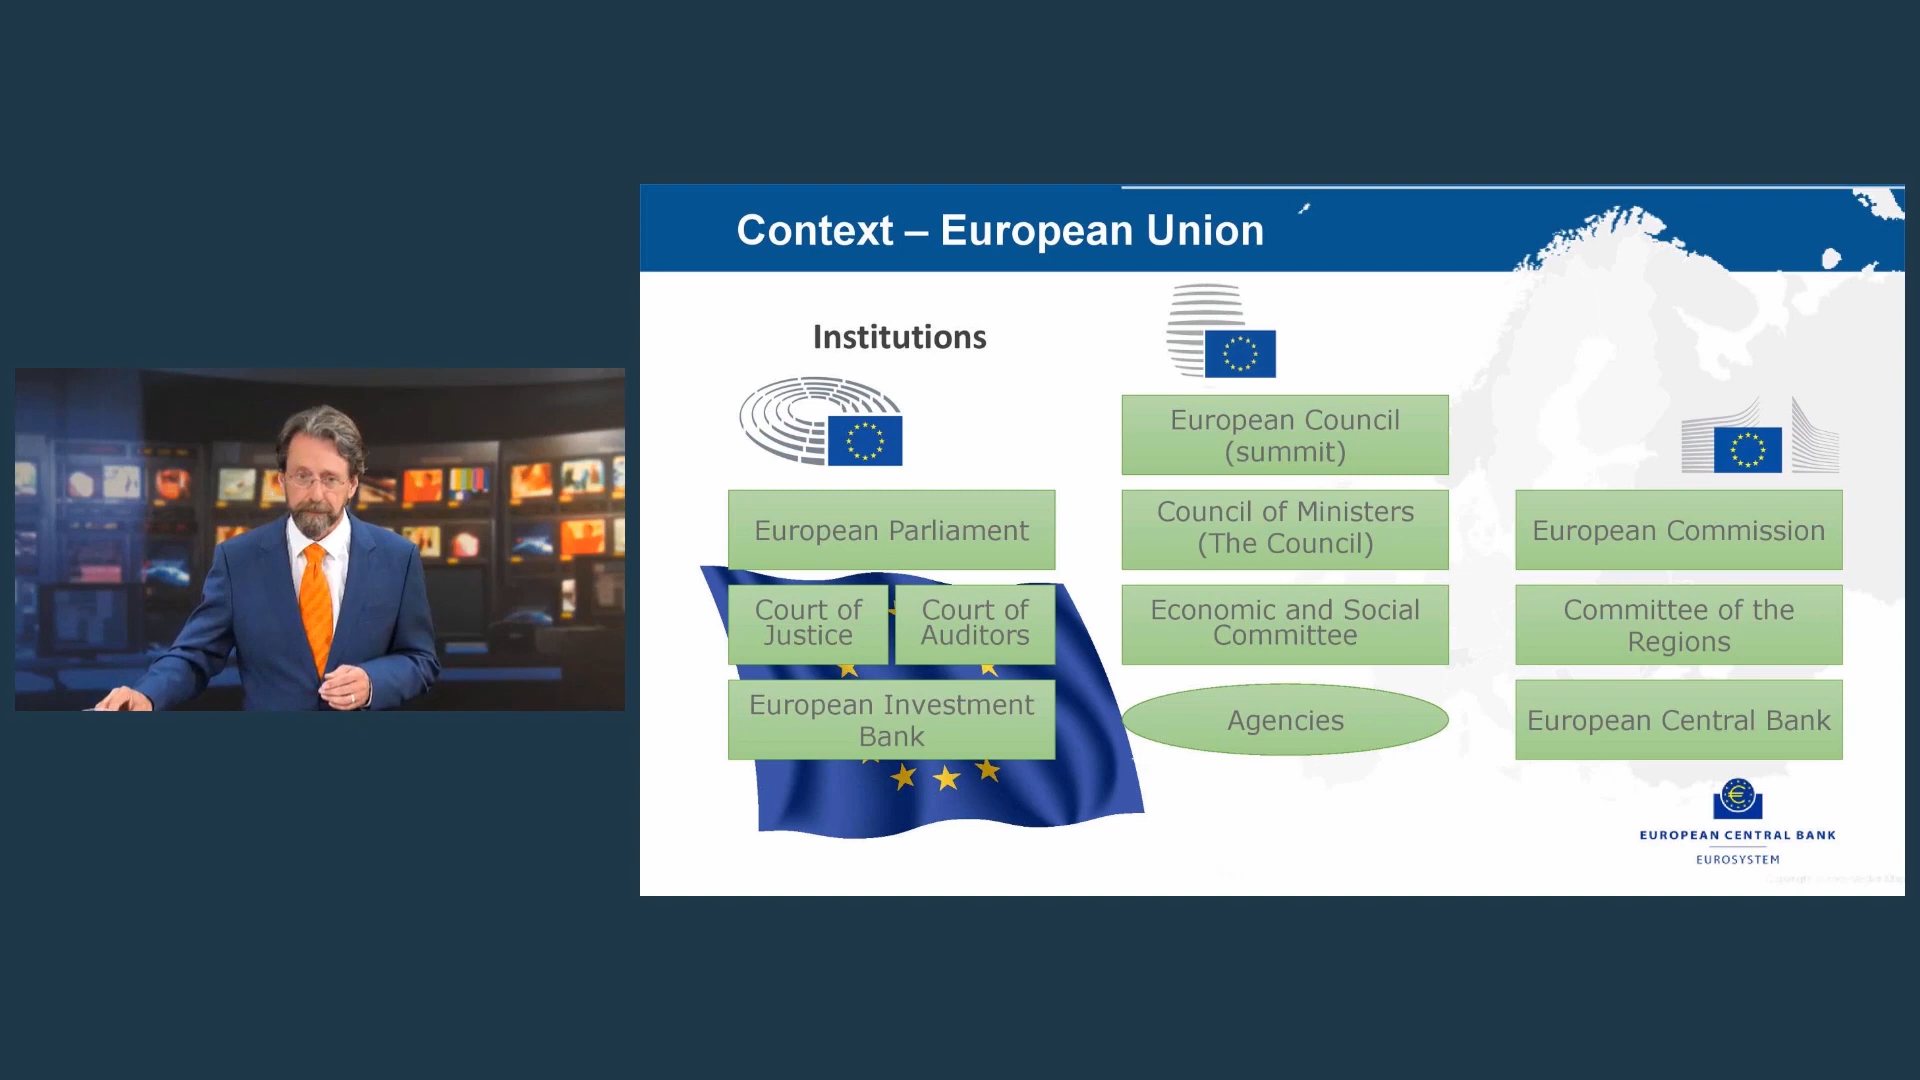 Context – European Union
Institutions
European Council
(summit)
European Parliament
Council of Ministers
(The Council)
European Commission
Court of
Justice
Court of
Auditors
Economic and Social
Committee
Committee of the
Regions
European Investment
Bank
Agencies
European Central Bank
EUROPEAN CENTRAL BANK
EUROSYSTEM